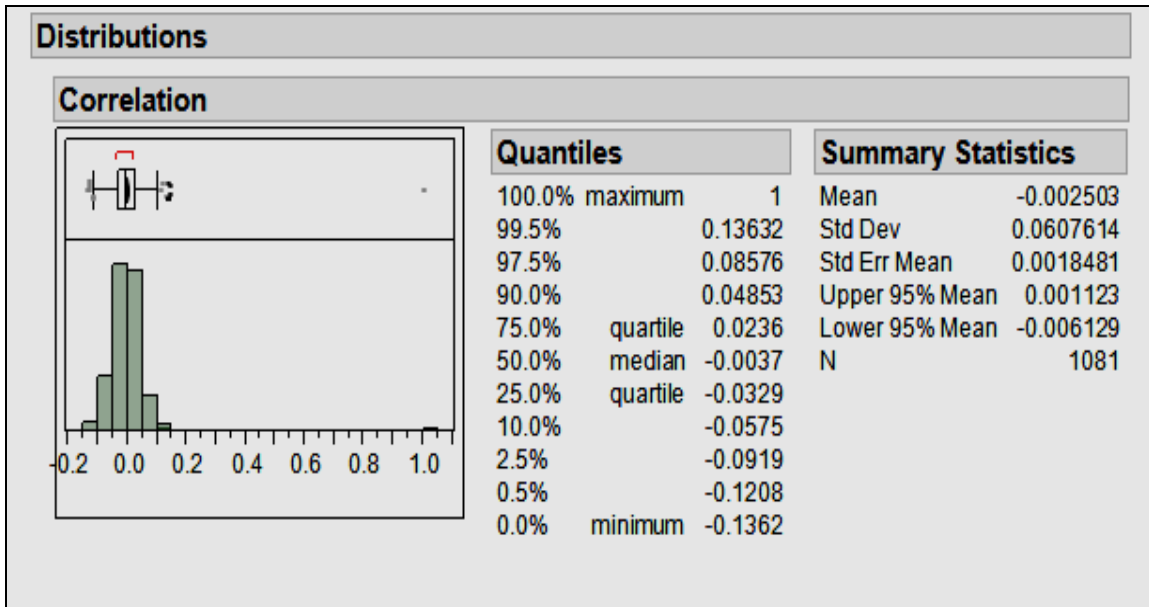 Distributions
Correlation
-0.2 0.0 0.2 0.4 0.6 0.8 1.0
Quantiles
100.0% maximum 1
99.5% 0.13632
97.5% 0.08576
90.0% 0.04853
75.0% quartile 0.0236
50.0% median -0.0037
25.0% quartile -0.0329
10.0% -0.0575
2.5% -0.0919
0.5% -0.1208
0.0% minimum -0.1362
Summary Statistics
Mean -0.002503
Std Dev 0.0607614
Std Err Mean 0.0018481
Upper 95% Mean 0.001123
Lower 95% Mean -0.006129
N 1081